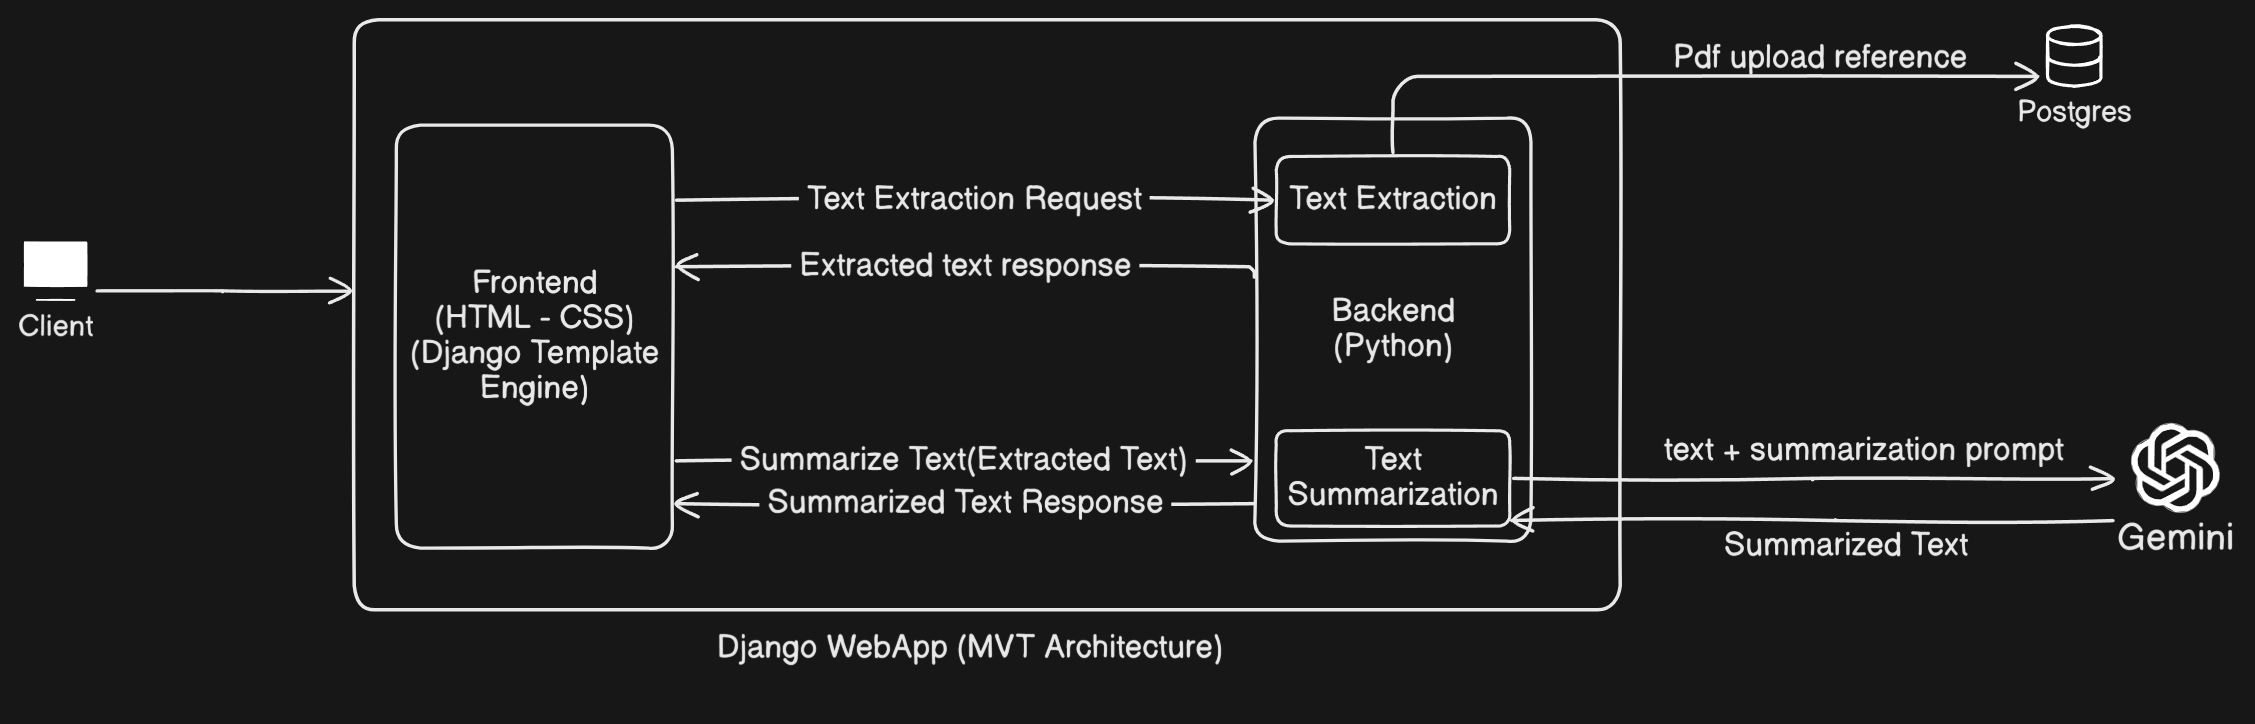 Pdf upload reference
Postgres
Text Extraction Request
Text Extraction
Extracted text response
Client
Frontend
(HTML - CSS)
(Django Template
Engine)
Backend
(Python)
Summarize Text(Extracted Text)
Summarized Text Response
Text
Summarization
text + summarization prompt
Summarized Text
Gemini
Django WebApp (MVT Architecture)